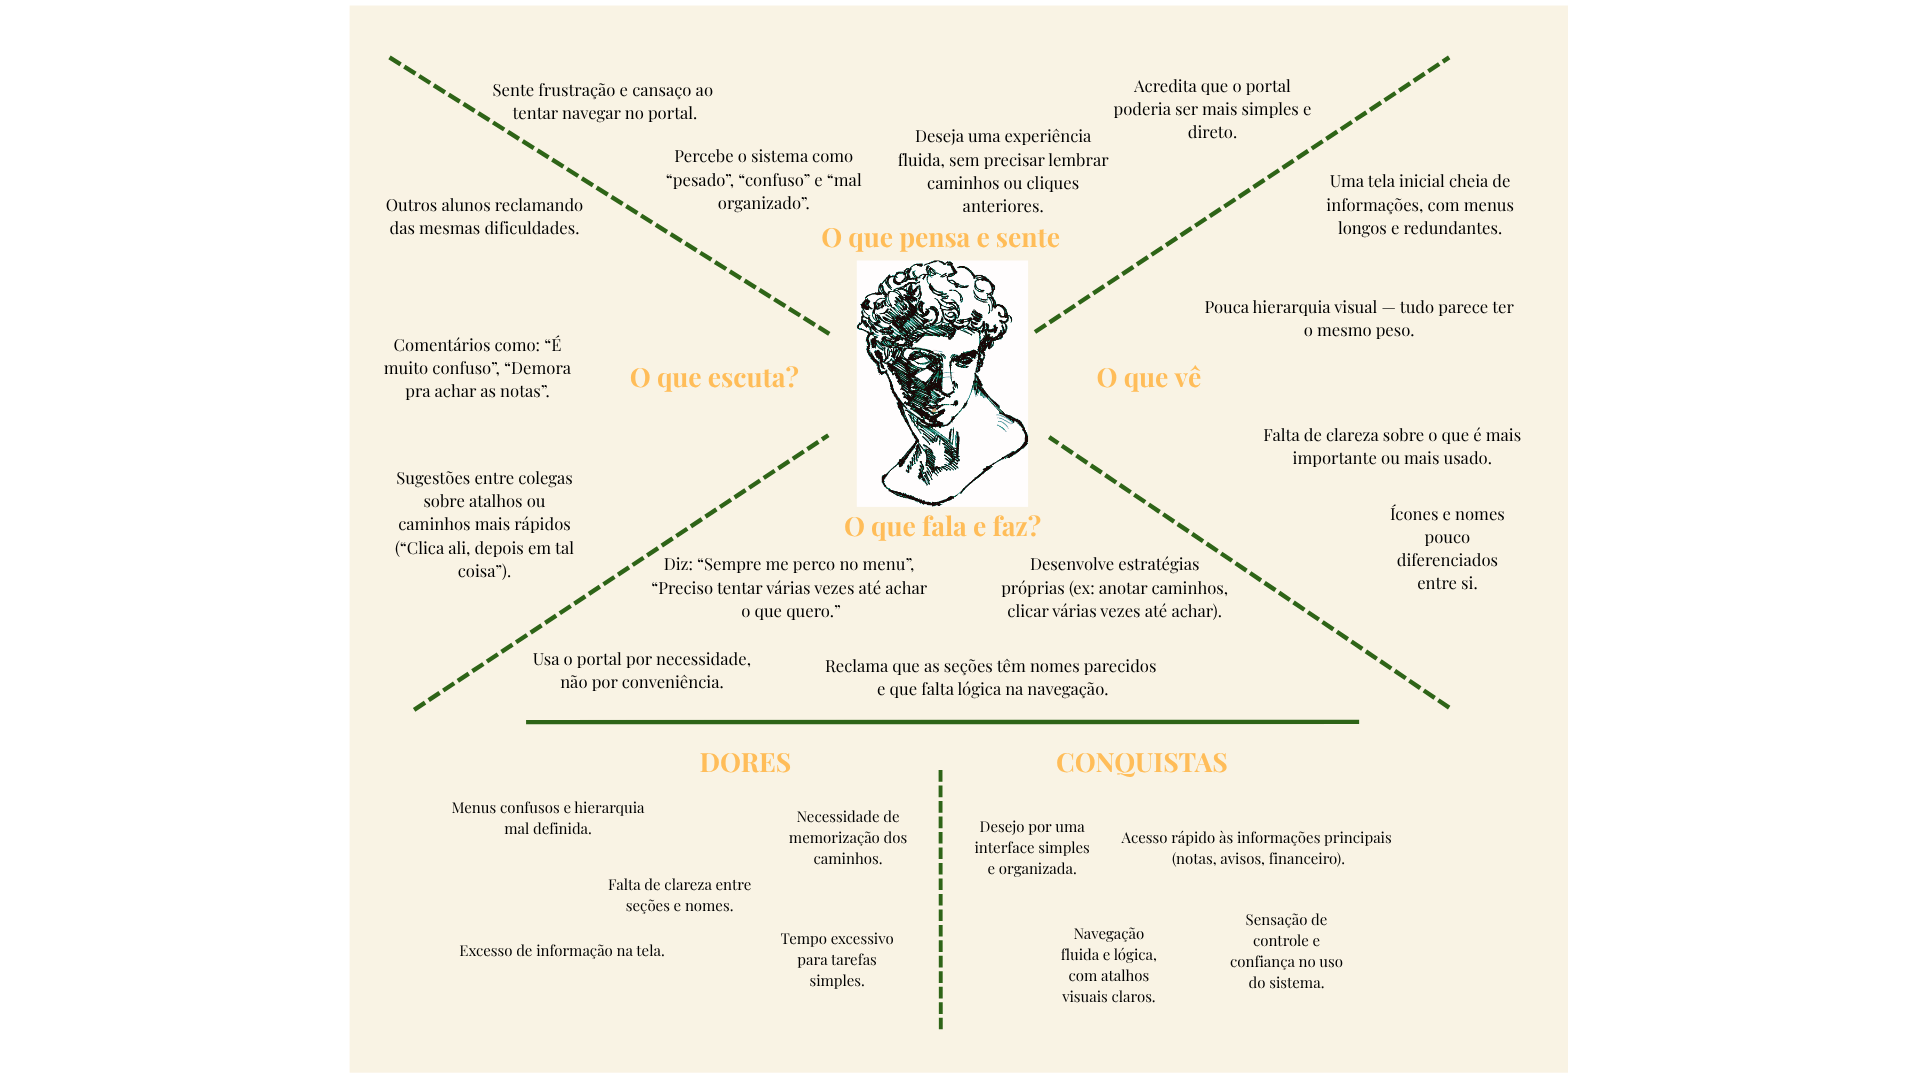 Sente frustração e cansaço ao
tentar navegar no portal.
Percebe o sistema como
“pesado”, “confuso” e “mal
organizado”.
Deseja uma experiência
fluida, sem precisar lembrar
caminhos ou cliques
anteriores.
Acredita que o portal
poderia ser mais simples e
direto.
O que pensa e sente
Outros alunos reclamando
das mesmas dificuldades.
Comentários como: “É
muito confuso”, “Demora
pra achar as notas”.
Sugestões entre colegas
sobre atalhos ou
caminhos mais rápidos
(“Clica ali, depois em tal
coisa”).
O que escuta?
O que vê
Uma tela inicial cheia de
informações, com menus
longos e redundantes.
Pouca hierarquia visual — tudo parece ter
o mesmo peso.
Falta de clareza sobre o que é mais
importante ou mais usado.
Ícones e nomes
pouco
diferenciados
entre si.
O que fala e faz?
Diz: “Sempre me perco no menu”,
“Preciso tentar várias vezes até achar
o que quero.”
Desenvolve estratégias
próprias (ex: anotar caminhos,
clicar várias vezes até achar).
Usa o portal por necessidade,
não por conveniência.
Reclama que as seções têm nomes parecidos
e que falta lógica na navegação.
DORES
Menus confusos e hierarquia
mal definida.
Necessidade de
memorização dos
caminhos.
Falta de clareza entre
seções e nomes.
Excesso de informação na tela.
Tempo excessivo
para tarefas
simples.
CONQUISTAS
Desejo por uma
interface simples
e organizada.
Acesso rápido às informações principais
(notas, avisos, financeiro).
Navegação
fluida e lógica,
com atalhos
visuais claros.
Sensação de
controle e
confiança no uso
do sistema.